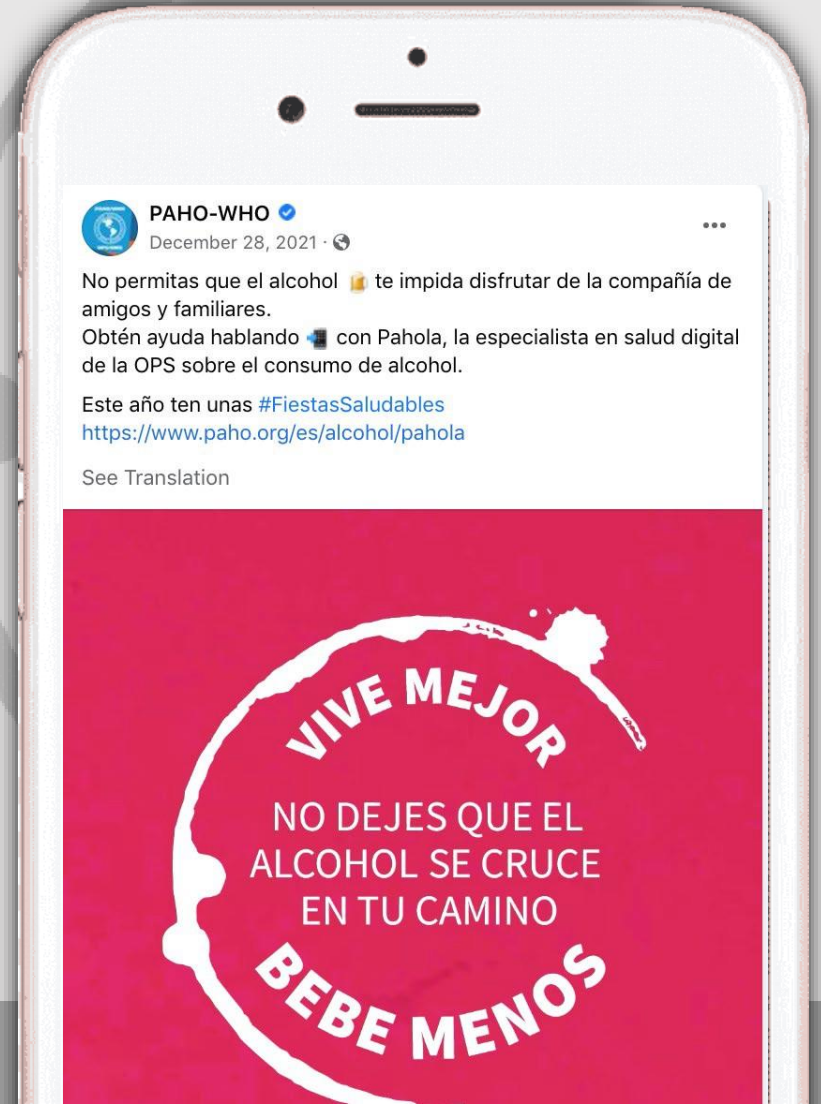 PAHO-WHO
December 28, 2021 ·
No permitas que el alcohol 🍺 te impida disfrutar de la compañía de
amigos y familiares.
Obtén ayuda hablando 📲 con Pahola, la especialista en salud digital
de la OPS sobre el consumo de alcohol.
Este año ten unas #FiestasSaludables
https://www.paho.org/es/alcohol/pahola
See Translation
VIVE MEJOR
NO DEJES QUE EL
ALCOHOL SE CRUCE
EN TU CAMINO
BEBE MENOS